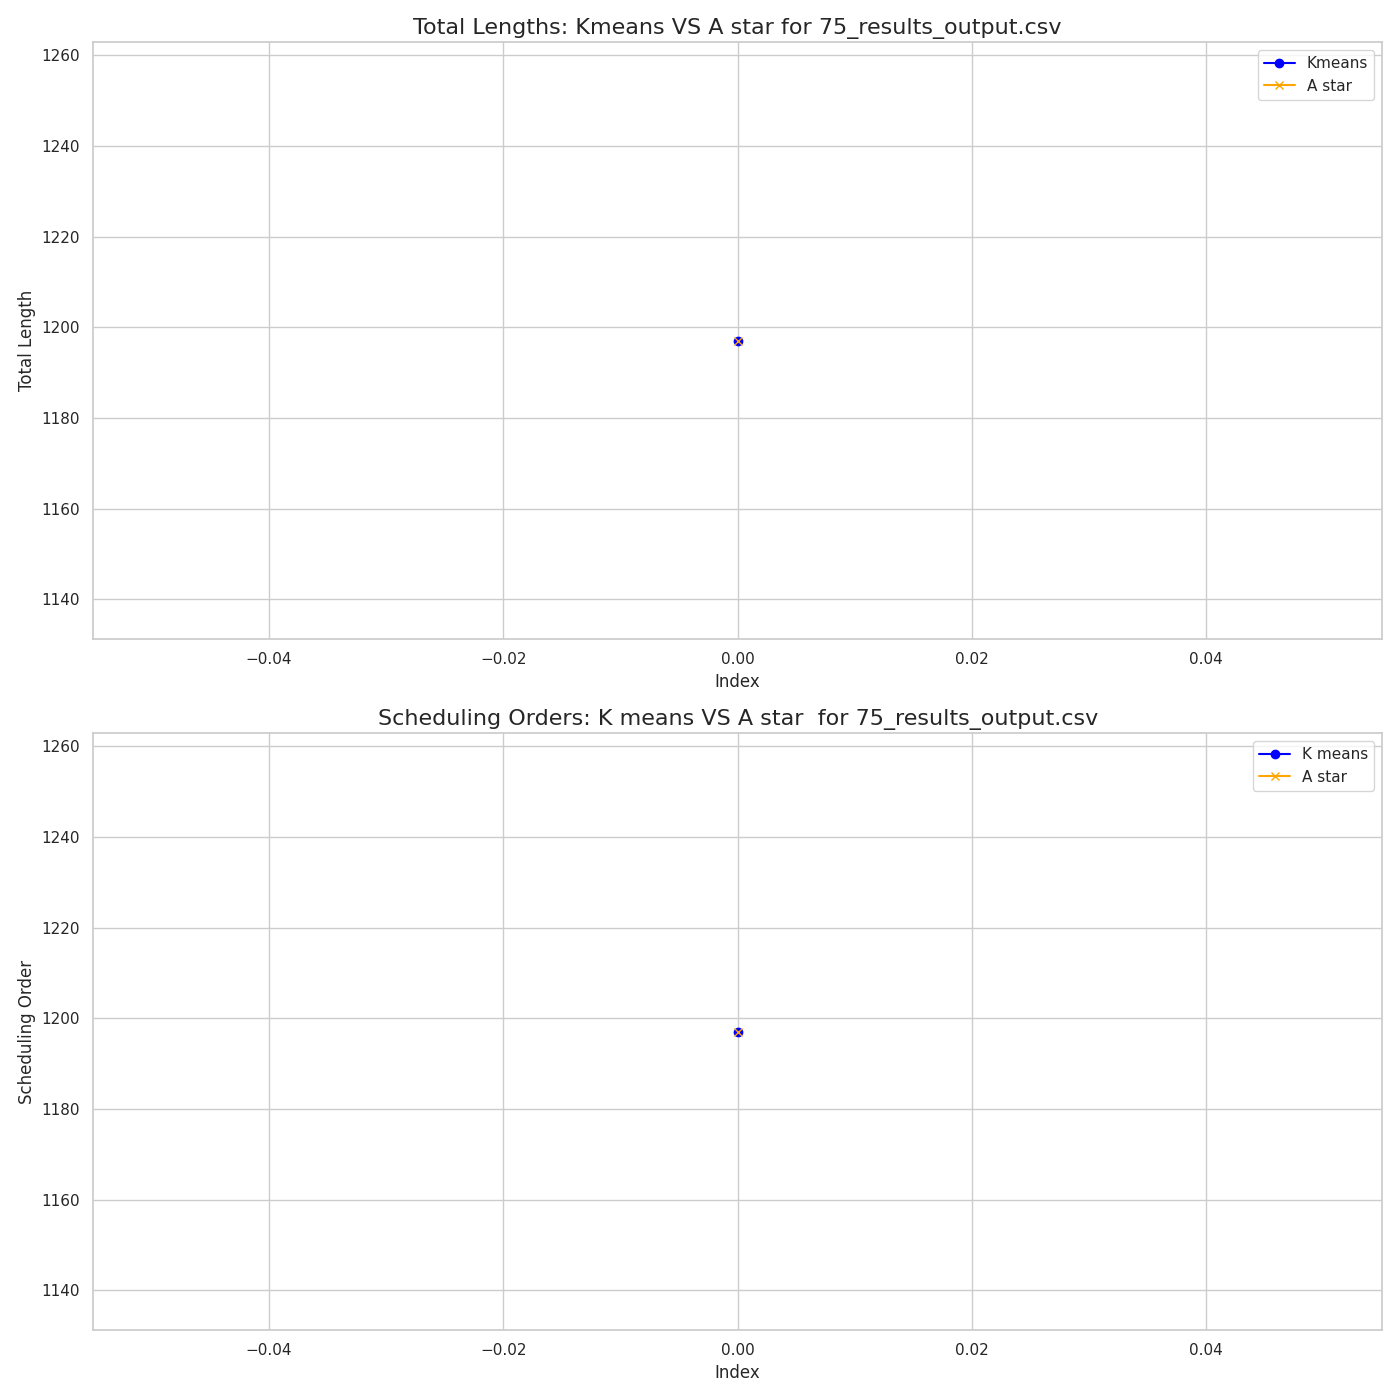 Total Lengths: Kmeans VS A star for 75_results_output.csv
1260
1240
1220
1200
1180
1160
1140
Total Length
Kmeans
A star
−0.04
−0.02
0.00
0.02
0.04
Index
Scheduling Orders: K means VS A star  for 75_results_output.csv
1260
1240
1220
1200
1180
1160
1140
Scheduling Order
K means
A star
−0.04
−0.02
0.00
0.02
0.04
Index